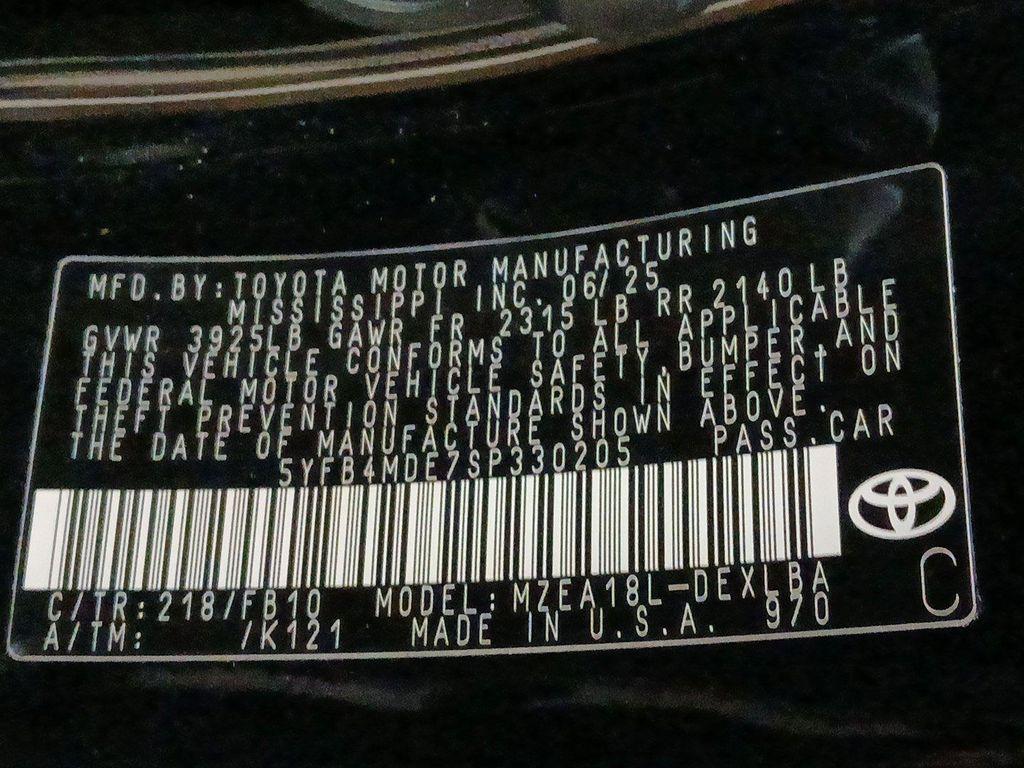 MFD.BY:TOYOTA MOTOR MANUFACTURING
MISSISSIPPI INC. 06/25
GVWR 3925LB GAWR FR 2315 LB RR 2140 LB
THIS VEHICLE CONFORMS TO ALL APPLICABLE
FEDERAL MOTOR VEHICLE SAFETY,BUMPER,AND
THEFT PREVENTION STANDARDS IN EFFECT ON
THE DATE OF MANUFACTURE SHOWN ABOVE.
5YFB4MDE7SP330205 PASS.CAR
C/TR:218/FB10 MODEL:MZEA18L-DEXLBA
A/TM: /K121 MADE IN U.S.A. 970
C